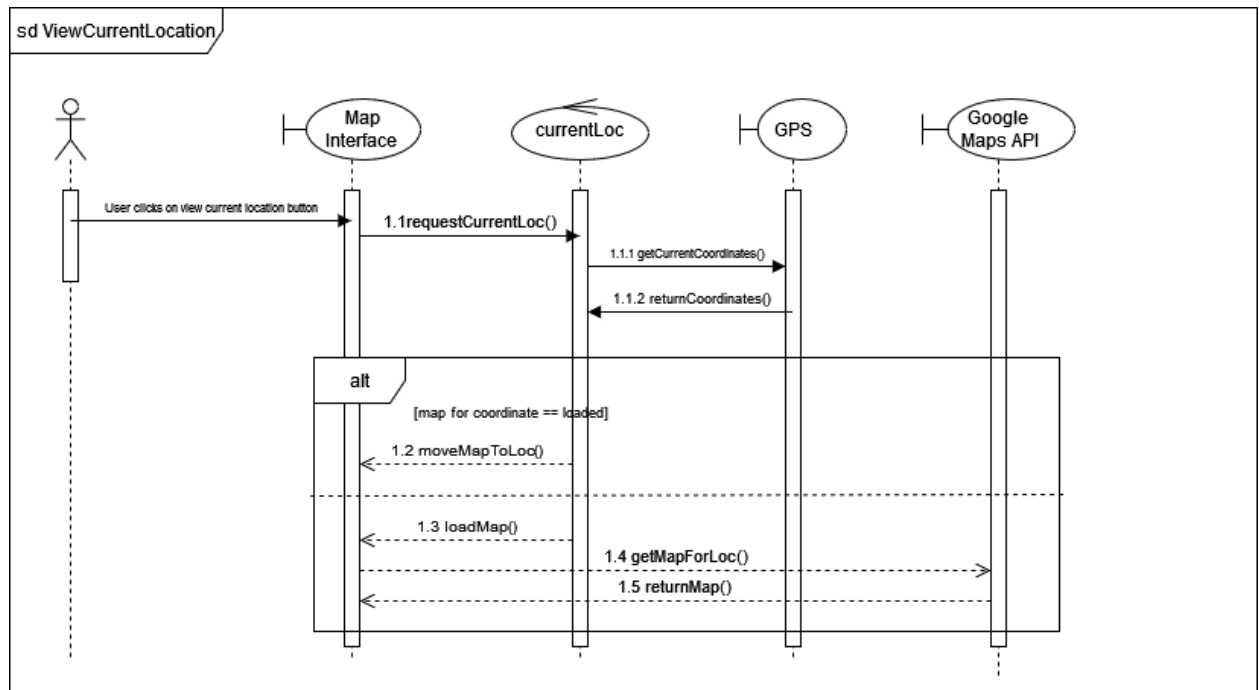 sd ViewCurrentLocation
Map
Interface
currentLoc
GPS
Google
Maps API
User clicks on view current location button
1.1requestCurrentLoc()
1.1.1 getCurrentCoordinates()
1.1.2 returnCoordinates()
alt
[map for coordinate == loaded]
1.2 moveMapToLoc()
1.3 loadMap()
1.4 getMapForLoc()
1.5 returnMap()